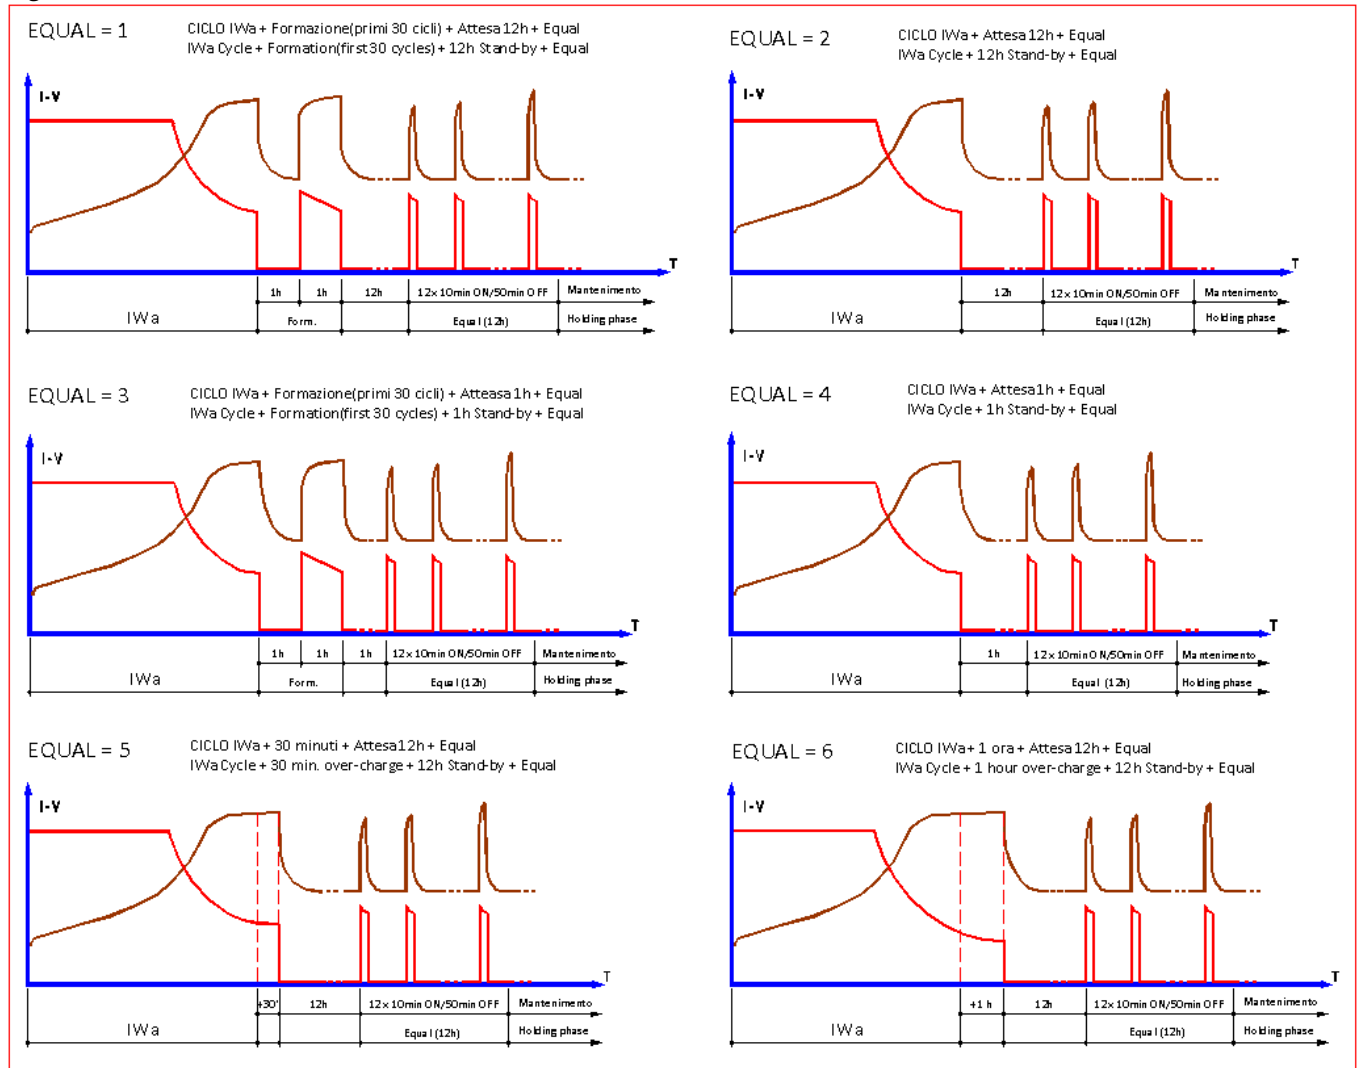 EQUAL = 1
CICLO IWa + Formazione(primi 30 cicli) + Attesa 12h + Equal
IWa Cycle + Formation(first 30 cycles) + 12h Stand-by + Equal
I-V
T
1h 1h 12h 12x 10min ON/50min OFF Mantenimento
IWa Form. Equal (12h) Holding phase
EQUAL = 2
CICLO IWa + Attesa 12h + Equal
IWa Cycle + 12h Stand-by + Equal
I-V
T
12h 12x 10min ON/50min OFF Mantenimento
IWa Equal (12h) Holding phase
EQUAL = 3
CICLO IWa + Formazione(primi 30 cicli) + Atteasa 1h + Equal
IWa Cycle + Formation(first 30 cycles) + 1h Stand-by + Equal
I-V
T
1h 1h 1h 12x 10min ON/50min OFF Mantenimento
IWa Form. Equal (12h) Holding phase
EQUAL = 4
CICLO IWa + Attesa 1h + Equal
IWa Cycle + 1h Stand-by + Equal
I-V
T
1h 12x 10min ON/50min OFF Mantenimento
IWa Equal (12h) Holding phase
EQUAL = 5
CICLO IWa + 30 minuti + Attesa 12h + Equal
IWa Cycle + 30 min. over-charge + 12h Stand-by + Equal
I-V
T
+30' 12h 12x 10min ON/50min OFF Mantenimento
IWa Equal (12h) Holding phase
EQUAL = 6
CICLO IWa + 1 ora + Attesa 12h + Equal
IWa Cycle + 1 hour over-charge + 12h Stand-by + Equal
I-V
T
+1 h 12h 12x 10min ON/50min OFF Mantenimento
IWa Equal (12h) Holding phase